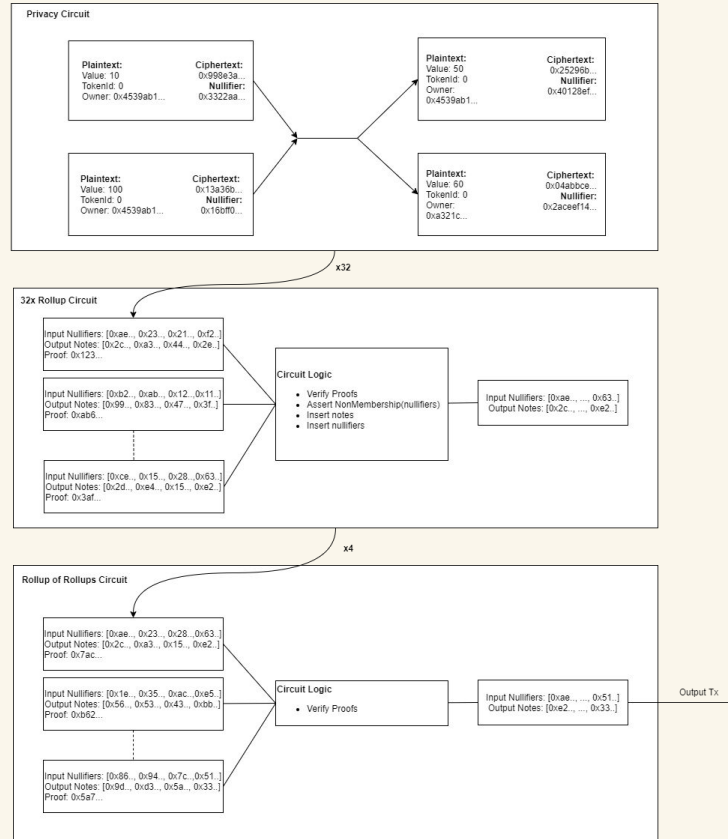 Privacy Circuit
Plaintext:
Value: 10
TokenId: 0
Owner: 0x4539ab1...
Ciphertext:
0x998e3a...
Nullifier:
0x3322aa...
Plaintext:
Value: 50
TokenId: 0
Owner:
0x4539ab1...
Ciphertext:
0x25296b...
Nullifier:
0x40128ef...
Plaintext:
Value: 100
TokenId: 0
Owner: 0x4539ab1...
Ciphertext:
0x13a36b...
Nullifier:
0x16bff0...
Plaintext:
Value: 60
TokenId: 0
Owner:
0xa321c...
Ciphertext:
0x04abbce...
Nullifier:
0x2aceef14...
x32
32x Rollup Circuit
Input Nullifiers: [0xae.., 0x23.., 0x21.., 0xf2..]
Output Notes: [0x2c.., 0xa3.., 0x44.., 0x2e..]
Proof: 0x123...
Input Nullifiers: [0xb2.., 0xab.., 0x12..,0x11..]
Output Notes: [0x99.., 0x83.., 0x47.., 0x3f..]
Proof: 0xab6...
Input Nullifiers: [0xce.., 0x15.., 0x28..,0x63..]
Output Notes: [0x2d.., 0xe4.., 0x15.., 0xe2..]
Proof: 0x3af...
Circuit Logic
• Verify Proofs
• Assert NonMembership(nullifiers)
• Insert notes
• Insert nullifiers
Input Nullifiers: [0xae.., ..., 0x63..]
Output Notes: [0x2c.., ..., 0xe2..]
x4
Rollup of Rollups Circuit
Input Nullifiers: [0xae.., 0x23.., 0x28..,0x63..]
Output Notes: [0x2c.., 0xa3.., 0x15.., 0xe2..]
Proof: 0x7ac...
Input Nullifiers: [0x1e.., 0x35.., 0xac..,0xe5..]
Output Notes: [0x56.., 0x53.., 0x43.., 0xbb..]
Proof: 0xb62...
Input Nullifiers: [0x86.., 0x94.., 0x7c..,0x51..]
Output Notes: [0x9d.., 0xd3.., 0x5a.., 0x33..]
Proof: 0x5a7...
Circuit Logic
• Verify Proofs
Input Nullifiers: [0xae.., ..., 0x51..]
Output Notes: [0xe2.., ..., 0x33..]
Output Tx